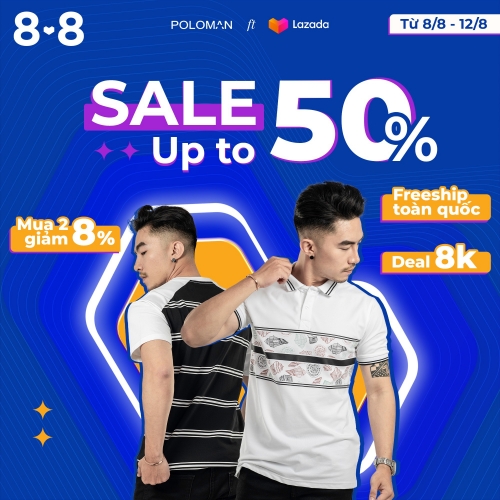 8.8
POLOMAN ft Lazada
Từ 8/8 - 12/8
SALE
Up to
50%
Mua 2
giảm 8%
Freeship
toàn quốc
Deal 8k